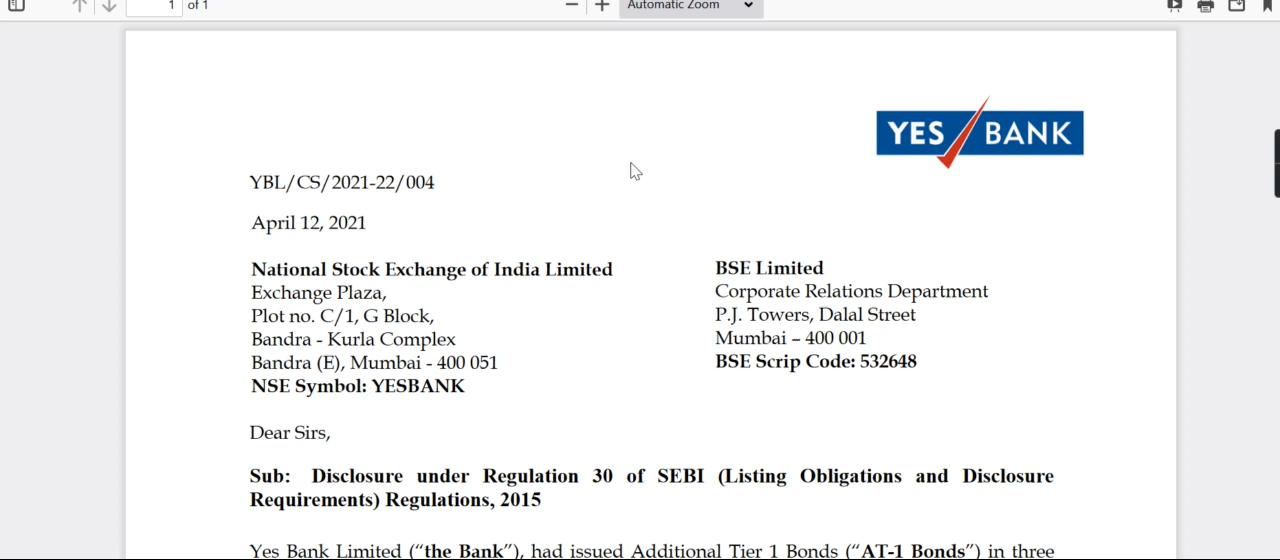 1 of 1
Automatic Zoom
YES BANK
YBL/CS/2021-22/004
April 12, 2021
National Stock Exchange of India Limited
Exchange Plaza,
Plot no. C/1, G Block,
Bandra - Kurla Complex
Bandra (E), Mumbai - 400 051
NSE Symbol: YESBANK
BSE Limited
Corporate Relations Department
P.J. Towers, Dalal Street
Mumbai – 400 001
BSE Scrip Code: 532648
Dear Sirs,
Sub: Disclosure under Regulation 30 of SEBI (Listing Obligations and Disclosure
Requirements) Regulations, 2015
Yes Bank Limited (“the Bank”), had issued Additional Tier 1 Bonds (“AT-1 Bonds”) in three